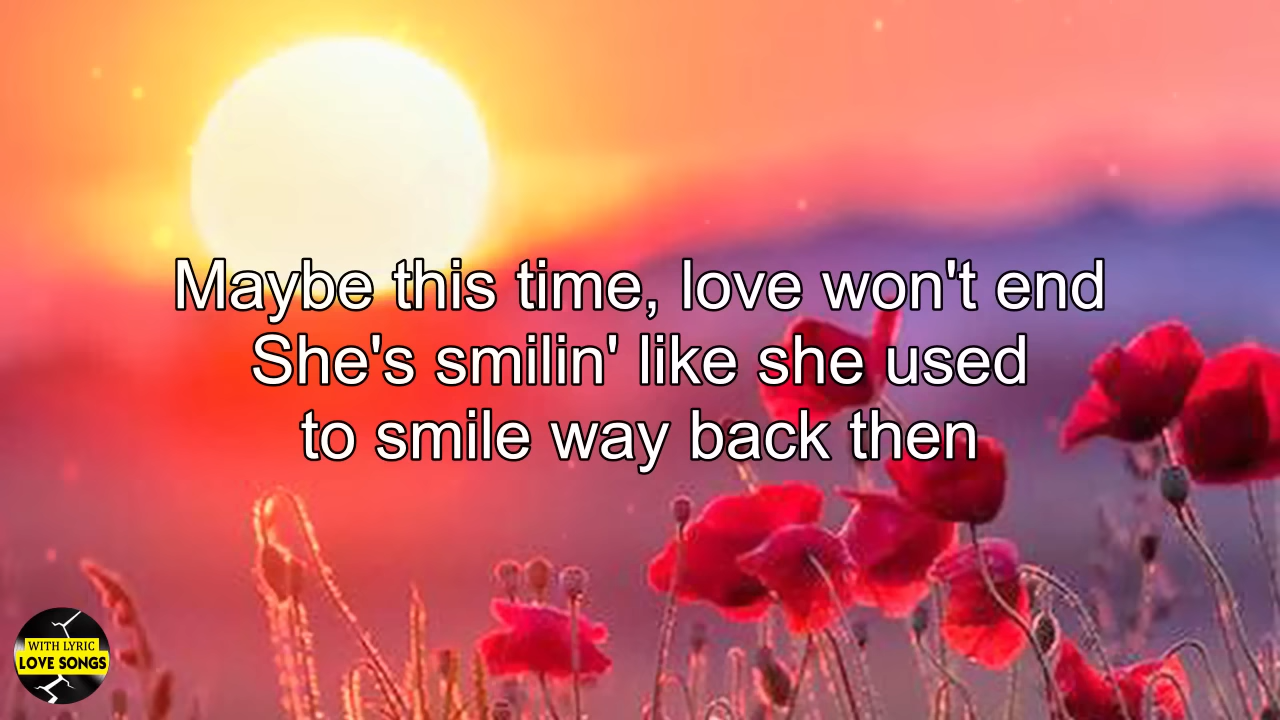 Maybe this time, love won't end
She's smilin' like she used
to smile way back then
WITH LYRIC
LOVE SONGS